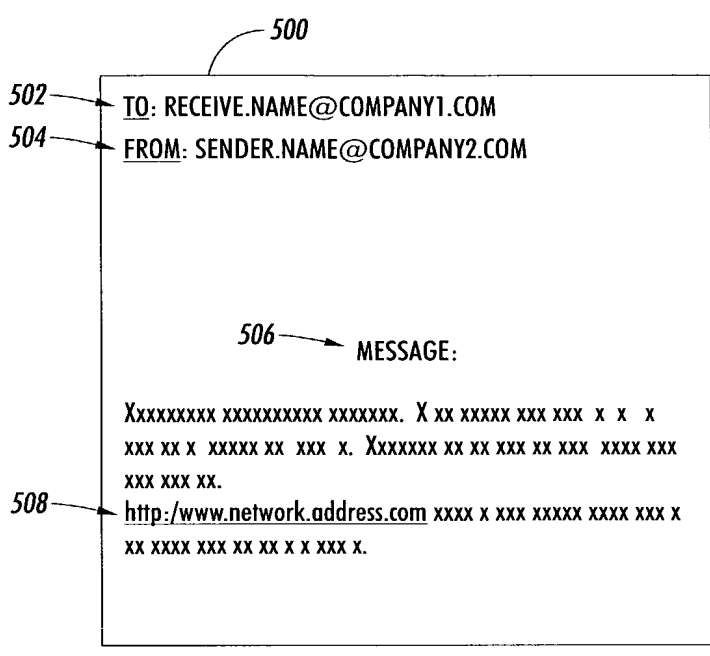 500
502 TO: RECEIVE.NAME@COMPANY1.COM
504 FROM: SENDER.NAME@COMPANY2.COM
506 MESSAGE:
Xxxxxxxxx xxxxxxxxxx xxxxxxx. X xx xxxxx xxx xxx x x x
xxx xx x xxxxx xx xxx x. Xxxxxxx xx xx xxx xx xxx xxxx xxx
xxx xxx xx.
508 http:/www.network.address.com xxxx x xxx xxxxx xxxx xxx x
xx xxxx xxx xx xx x x xxx x.